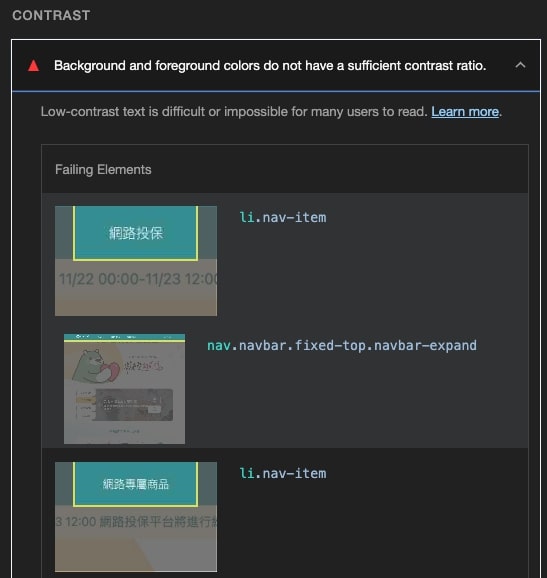 CONTRAST
Background and foreground colors do not have a sufficient contrast ratio.
Low-contrast text is difficult or impossible for many users to read. Learn more.
Failing Elements
網路投保
li.nav-item
11/22 00:00-11/23 12:00
nav.navbar.fixed-top.navbar-expand
網路專屬商品
li.nav-item
3 12:00 網路投保平台將進行